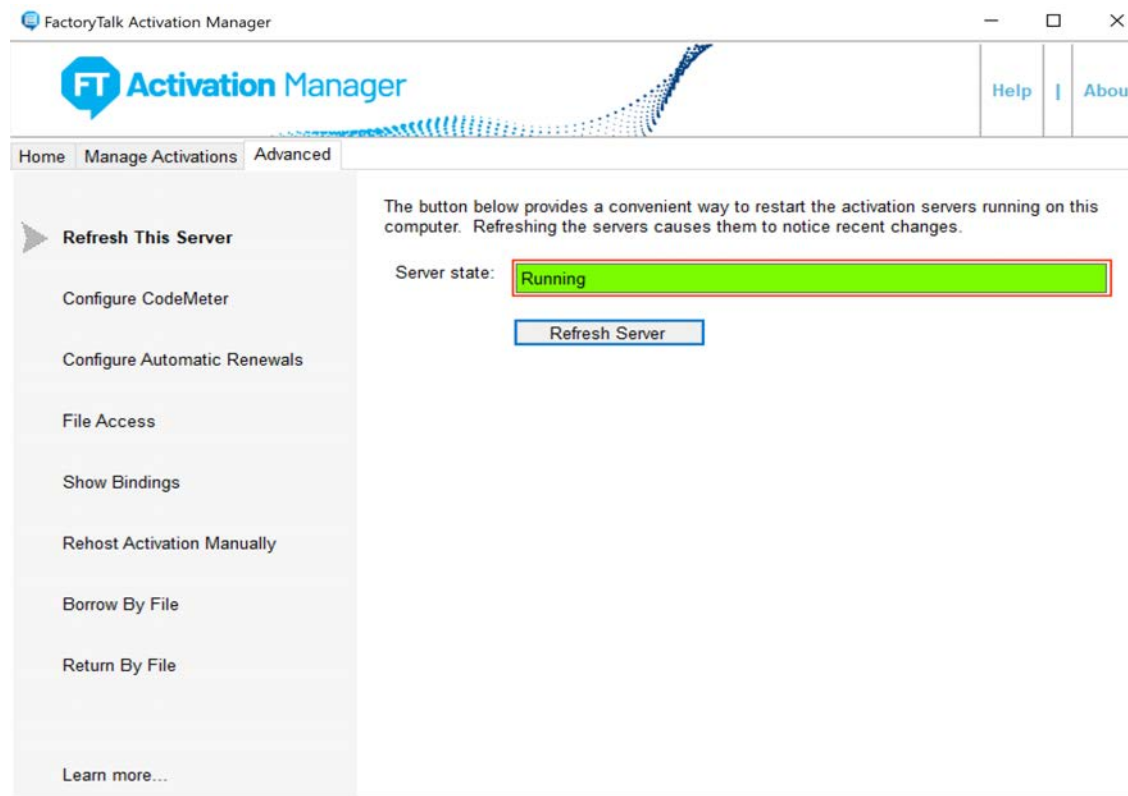 FactoryTalk Activation Manager
FT Activation Manager
Help | Abou
Home Manage Activations Advanced
Refresh This Server
Configure CodeMeter
Configure Automatic Renewals
File Access
Show Bindings
Rehost Activation Manually
Borrow By File
Return By File
Learn more...
The button below provides a convenient way to restart the activation servers running on this
computer. Refreshing the servers causes them to notice recent changes.
Server state: Running
Refresh Server